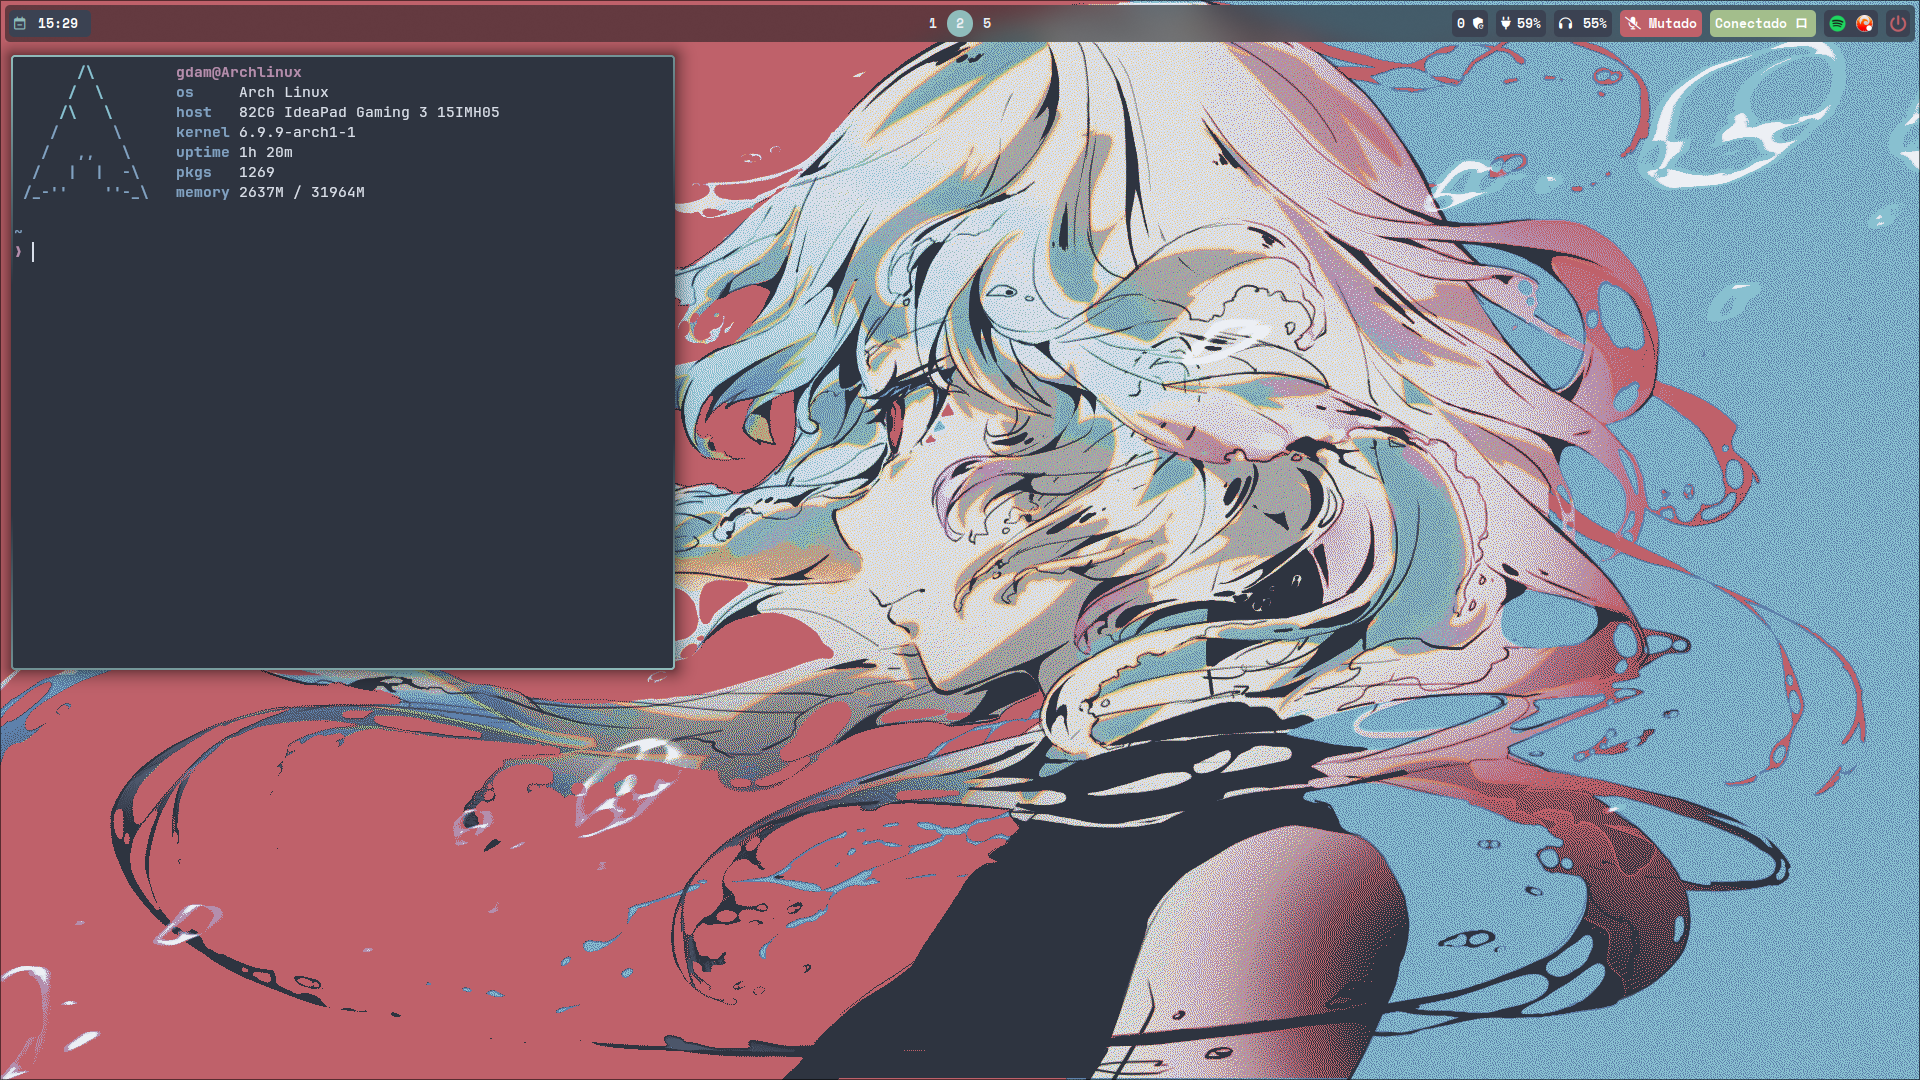 15:29
1 2 5
0 59% 55% Mutado Conectado
gdam@Archlinux
os Arch Linux
host 82CG IdeaPad Gaming 3 15IMH05
kernel 6.9.9-arch1-1
uptime 1h 20m
pkgs 1269
memory 2637M / 31964M
~
❯